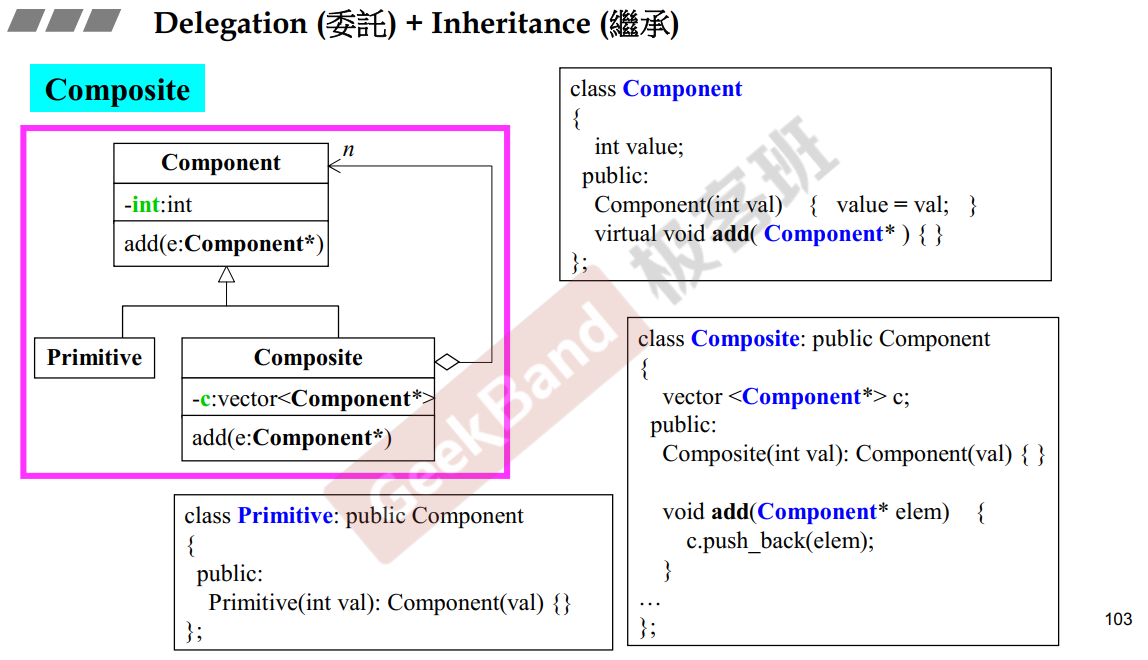 Delegation (委託) + Inheritance (繼承)
Composite
Component
n
-int:int
add(e:Component*)
Primitive
Composite
-c:vector<Component*>
add(e:Component*)
class Component
{
int value;
public:
Component(int val) { value = val; }
virtual void add( Component* ) { }
};
class Composite: public Component
{
vector <Component*> c;
public:
Composite(int val): Component(val) { }
void add(Component* elem) {
c.push_back(elem);
}
…
};
class Primitive: public Component
{
public:
Primitive(int val): Component(val) {}
};
GeekBand 极客班
103